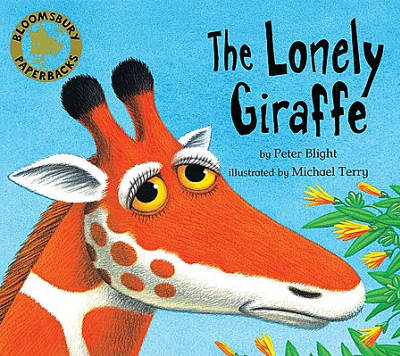 BLOOMSBURY
PAPERBACKS
The Lonely
Giraffe
by Peter Blight
illustrated by Michael Terry